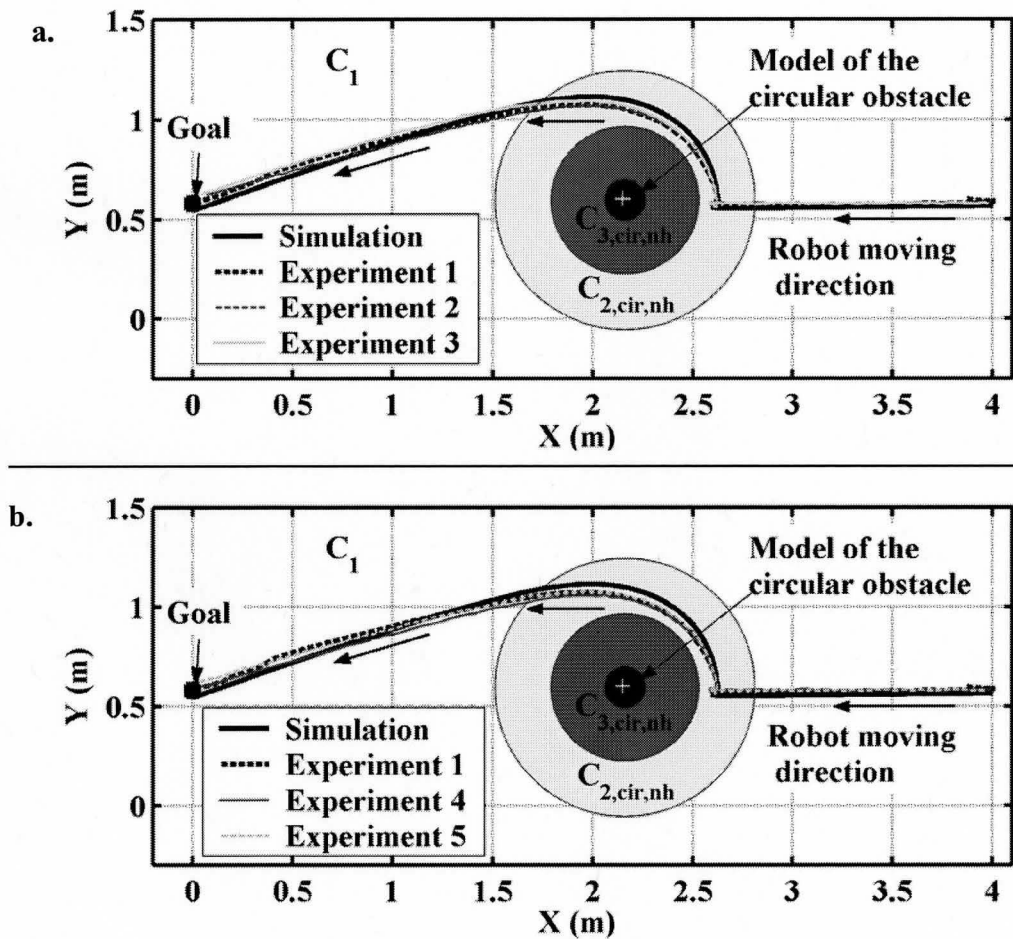 a.
1.5
1
0.5
0
Y (m)
C1
Goal
Model of the
circular obstacle
C3,cir,nh
C2,cir,nh
Robot moving
direction
Simulation
Experiment 1
Experiment 2
Experiment 3
0 0.5 1 1.5 2 2.5 3 3.5 4
X (m)
b.
1.5
1
0.5
0
Y (m)
C1
Goal
Model of the
circular obstacle
C3,cir,nh
C2,cir,nh
Robot moving
direction
Simulation
Experiment 1
Experiment 4
Experiment 5
0 0.5 1 1.5 2 2.5 3 3.5 4
X (m)